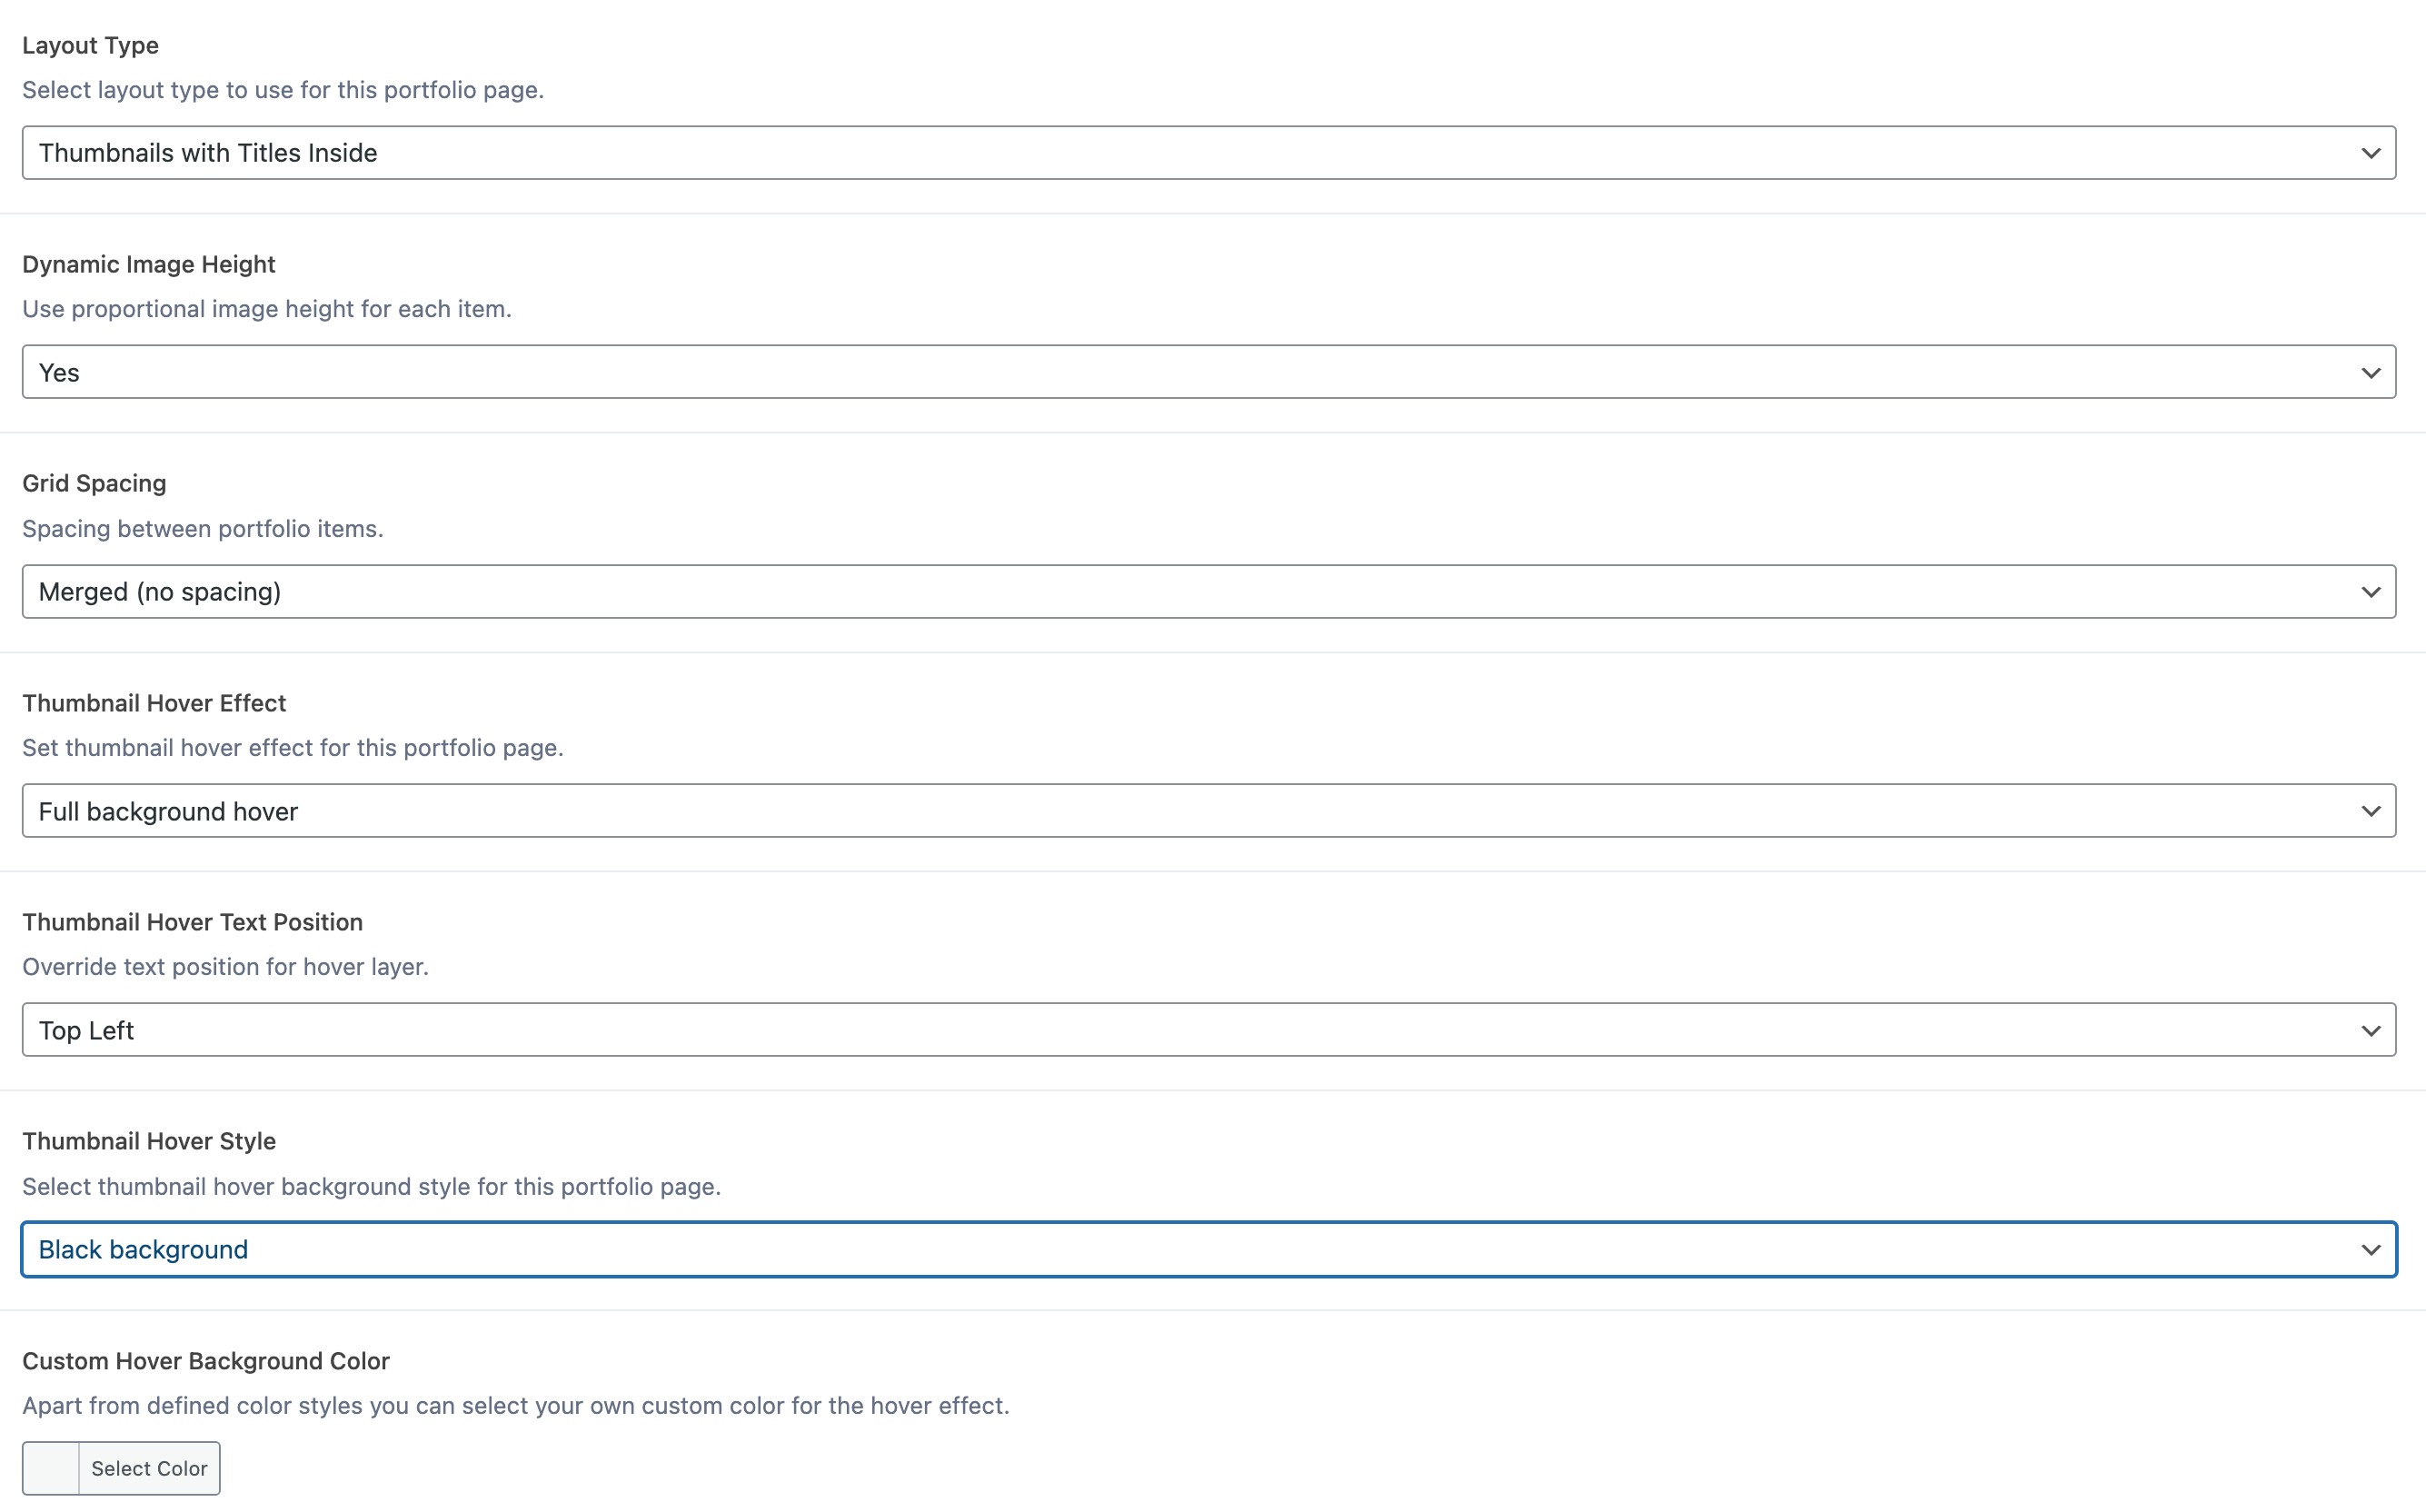 Layout Type
Select layout type to use for this portfolio page.
Thumbnails with Titles Inside
Dynamic Image Height
Use proportional image height for each item.
Yes
Grid Spacing
Spacing between portfolio items.
Merged (no spacing)
Thumbnail Hover Effect
Set thumbnail hover effect for this portfolio page.
Full background hover
Thumbnail Hover Text Position
Override text position for hover layer.
Top Left
Thumbnail Hover Style
Select thumbnail hover background style for this portfolio page.
Black background
Custom Hover Background Color
Apart from defined color styles you can select your own custom color for the hover effect.
Select Color